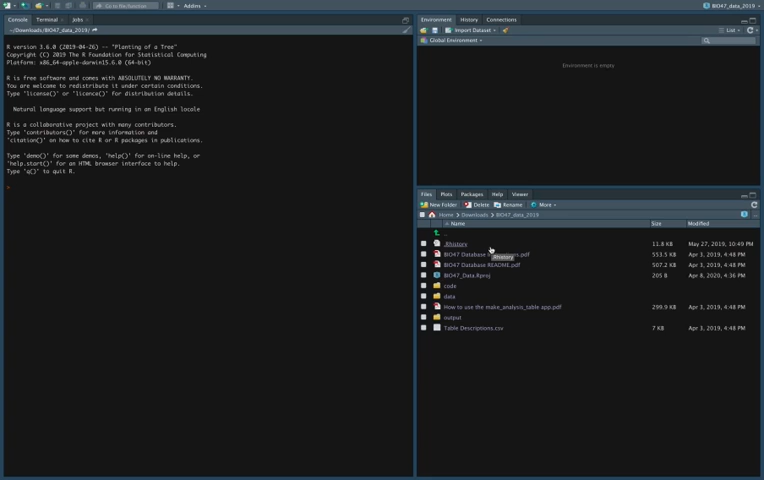 Go to file/function
Addins
BIO47_data_2019
Console Terminal Jobs
~/Downloads/BIO47_data_2019/
R version 3.6.0 (2019-04-26) -- "Planting of a Tree"
Copyright (C) 2019 The R Foundation for Statistical Computing
Platform: x86_64-apple-darwin15.6.0 (64-bit)
R is free software and comes with ABSOLUTELY NO WARRANTY.
You are welcome to redistribute it under certain conditions.
Type 'license()' or 'licence()' for distribution details.
Natural language support but running in an English locale
R is a collaborative project with many contributors.
Type 'contributors()' for more information and
'citation()' on how to cite R or R packages in publications.
Type 'demo()' for some demos, 'help()' for on-line help, or
'help.start()' for an HTML browser interface to help.
Type 'q()' to quit R.
>
Environment History Connections
Import Dataset
List
Global Environment
Environment is empty
Files Plots Packages Help Viewer
New Folder Delete Rename More
Home Downloads BIO47_data_2019
Name Size Modified
..
.Rhistory 11.8 KB May 27, 2019, 10:49 PM
BIO47 Database .pdf 553.5 KB Apr 3, 2019, 4:48 PM
.Rhistory
BIO47 Database README.pdf 507.2 KB Apr 3, 2019, 4:48 PM
BIO47_Data.Rproj 205 B Apr 8, 2020, 4:36 PM
code
data
How to use the make_analysis_table app.pdf 299.9 KB Apr 3, 2019, 4:48 PM
output
Table Descriptions.csv 7 KB Apr 3, 2019, 4:48 PM